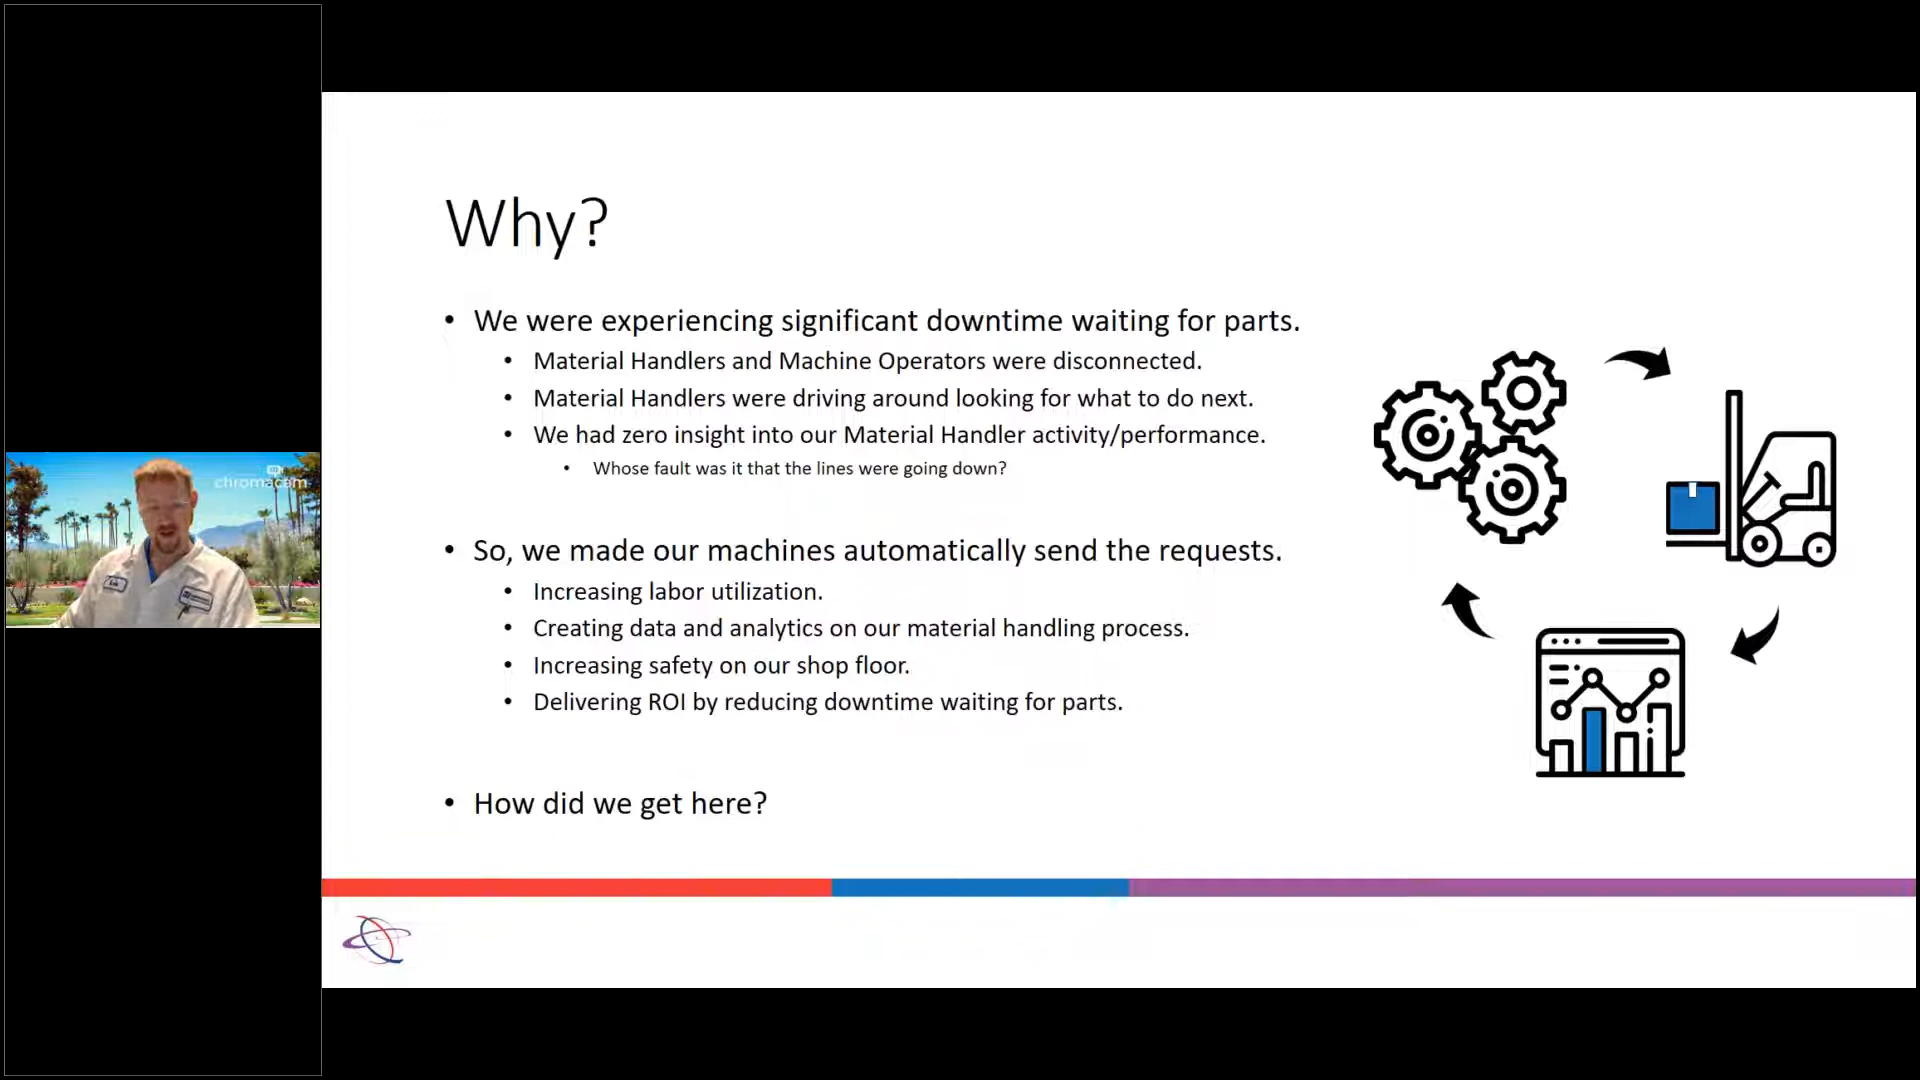 Why?
• We were experiencing significant downtime waiting for parts.
• Material Handlers and Machine Operators were disconnected.
• Material Handlers were driving around looking for what to do next.
• We had zero insight into our Material Handler activity/performance.
• Whose fault was it that the lines were going down?
• So, we made our machines automatically send the requests.
• Increasing labor utilization.
• Creating data and analytics on our material handling process.
• Increasing safety on our shop floor.
• Delivering ROI by reducing downtime waiting for parts.
• How did we get here?
chromacam